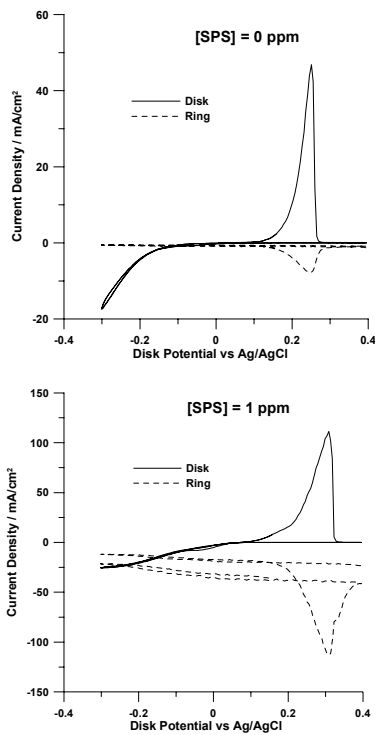 [SPS] = 0 ppm
60
40
20
0
-20
-0.4
-0.2
0
0.2
0.4
Current Density / mA/cm²
Disk
Ring
Disk Potential vs Ag/AgCl
[SPS] = 1 ppm
150
100
50
0
-50
-100
-150
-0.4
-0.2
0
0.2
0.4
Current Density / mA/cm²
Disk
Ring
Disk Potential vs Ag/AgCl